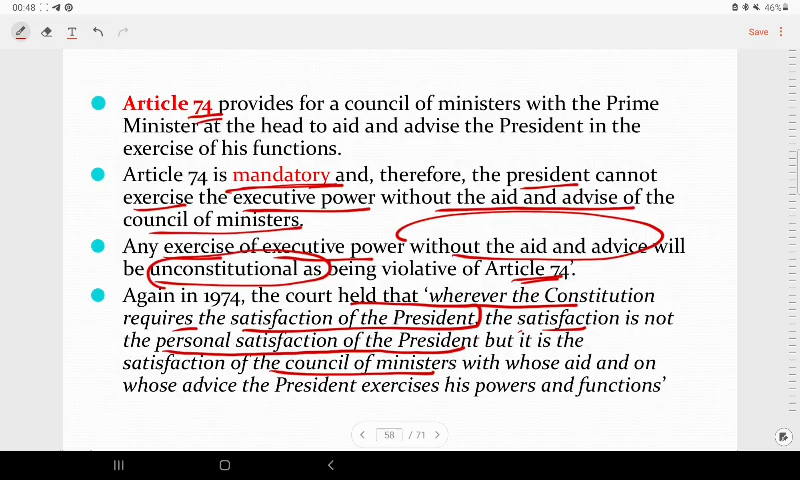 00:48
46%
T
Save
Article 74 provides for a council of ministers with the Prime
Minister at the head to aid and advise the President in the
exercise of his functions.
Article 74 is mandatory and, therefore, the president cannot
exercise the executive power without the aid and advise of the
council of ministers.
Any exercise of executive power without the aid and advice will
be unconstitutional as being violative of Article 74’.
Again in 1974, the court held that ‘wherever the Constitution
requires the satisfaction of the President, the satisfaction is not
the personal satisfaction of the President but it is the
satisfaction of the council of ministers with whose aid and on
whose advice the President exercises his powers and functions’
58 / 71